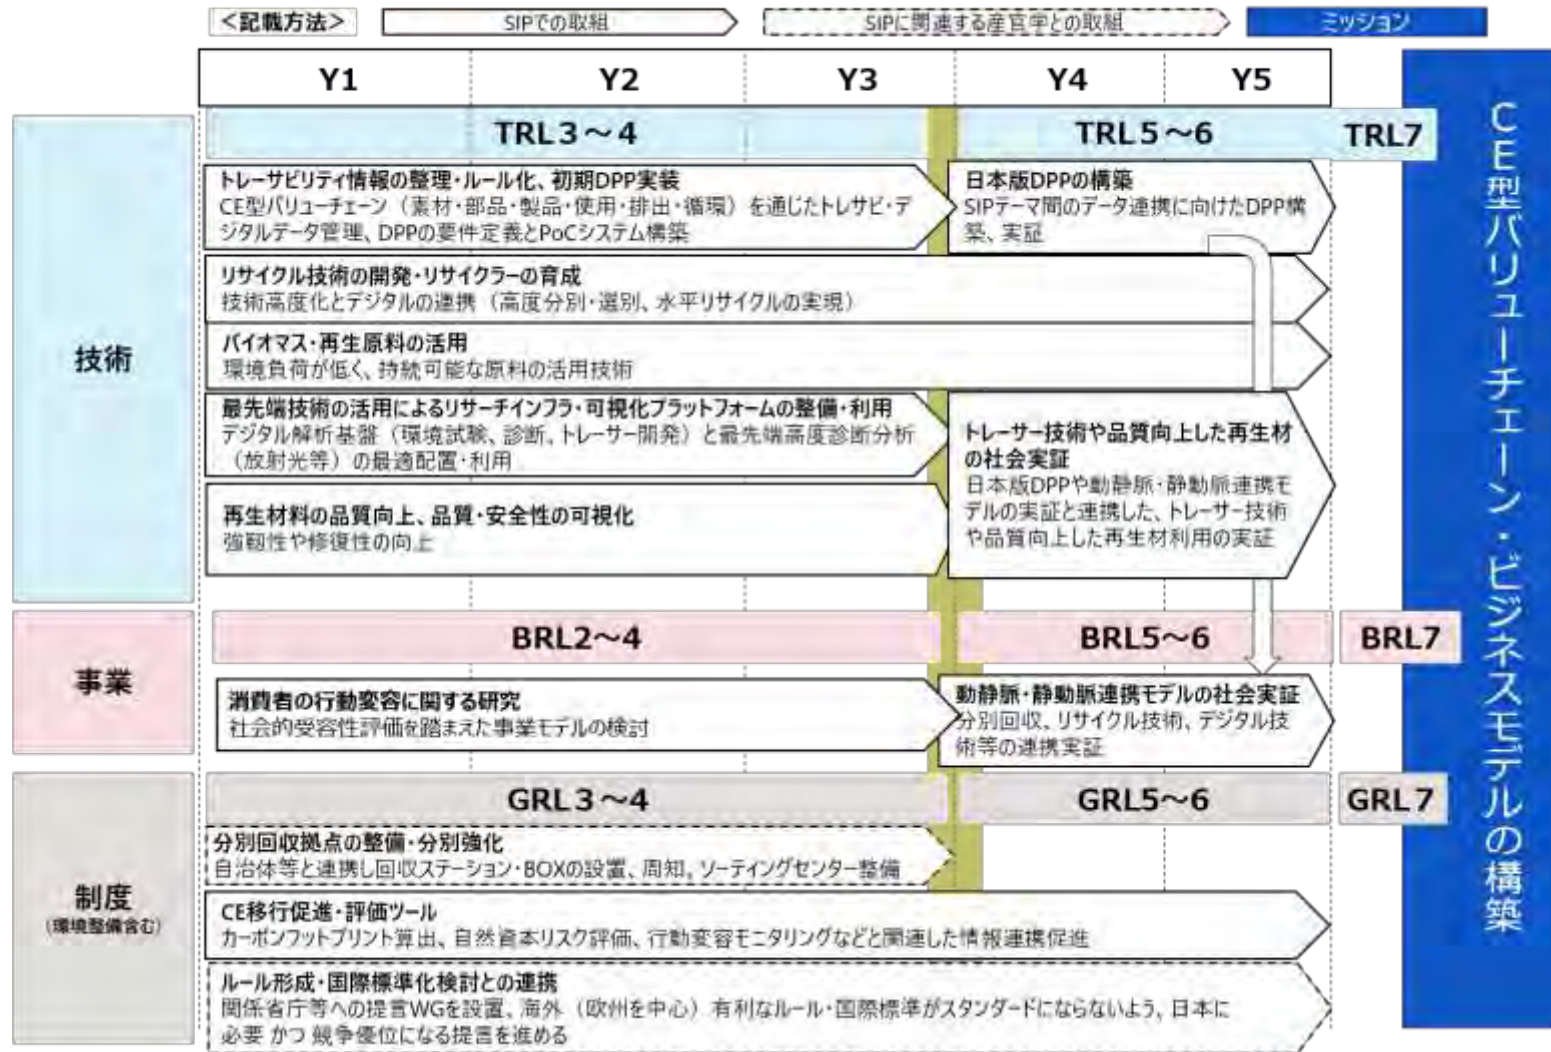 <記載方法>
SIPでの取組
SIPに関連する産官学との取組
ミッション
Y1
Y2
Y3
Y4
Y5
技術
TRL3～4
TRL5～6
TRL7
トレーサビリティ情報の整理・ルール化、初期DPP実装
CE型バリューチェーン（素材・部品・製品・使用・排出・循環）を通じたトレサビ・デ
ジタルデータ管理、DPPの要件定義とPoCシステム構築
日本版DPPの構築
SIPテーマ間のデータ連携に向けたDPP構
築、実証
リサイクル技術の開発・リサイクラーの育成
技術高度化とデジタルの連携（高度分別・選別、水平リサイクルの実現）
バイオマス・再生原料の活用
環境負荷が低く、持続可能な原料の活用技術
最先端技術の活用によるリサーチインフラ・可視化プラットフォームの整備・利用
デジタル解析基盤（環境試験、診断、トレーサー開発）と最先端高度診断分析
（放射光等）の最適配置・利用
再生材料の品質向上、品質・安全性の可視化
強靭性や修復性の向上
トレーサー技術や品質向上した再生材
の社会実証
日本版DPPや動静脈・静動脈連携モ
デルの実証と連携した、トレーサー技術
や品質向上した再生材利用の実証
事業
BRL2～4
BRL5～6
BRL7
消費者の行動変容に関する研究
社会的受容性評価を踏まえた事業モデルの検討
動静脈・静動脈連携モデルの社会実証
分別回収、リサイクル技術、デジタル技
術等の連携実証
制度
（環境整備含む）
GRL3～4
GRL5～6
GRL7
分別回収拠点の整備・分別強化
自治体等と連携し回収ステーション・BOXの設置、周知。ソーティングセンター整備
CE移行促進・評価ツール
カーボンフットプリント算出、自然資本リスク評価、行動変容モニタリングなどと関連した情報連携促進
ルール形成・国際標準化検討との連携
関係省庁等への提言WGを設置、海外（欧州を中心）有利なルール・国際標準がスタンダードにならないよう、日本に
必要 かつ 競争優位になる提言を進める
CE型バリューチェーン・ビジネスモデルの構築